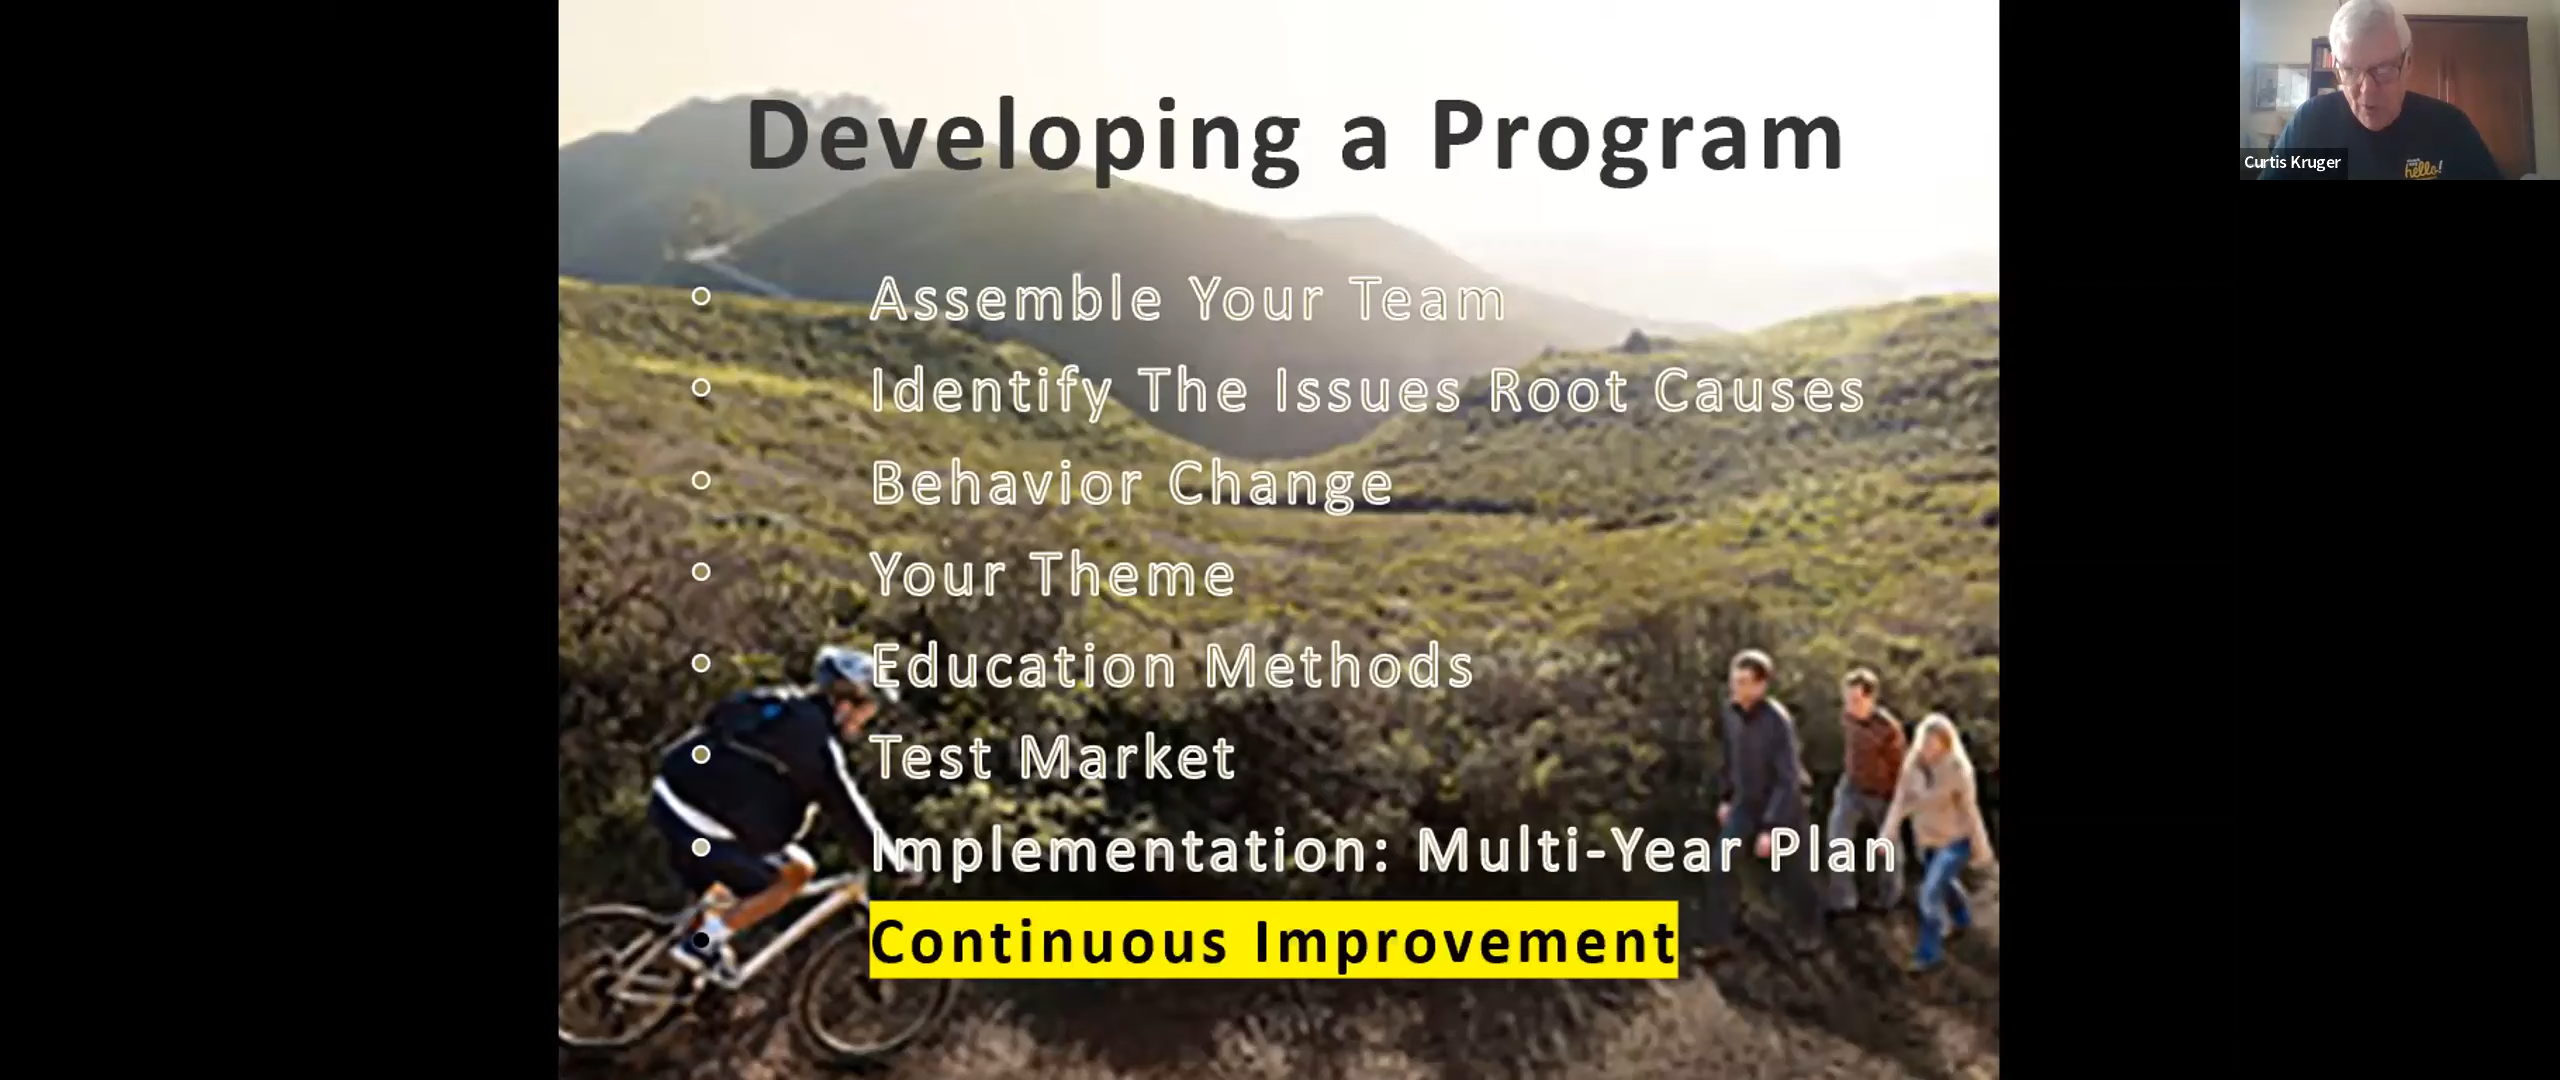 Developing a Program
Assemble Your Team
Identify The Issues Root Causes
Behavior Change
Your Theme
Education Methods
Test Market
Implementation: Multi-Year Plan
Continuous Improvement
Curtis Kruger
hello!